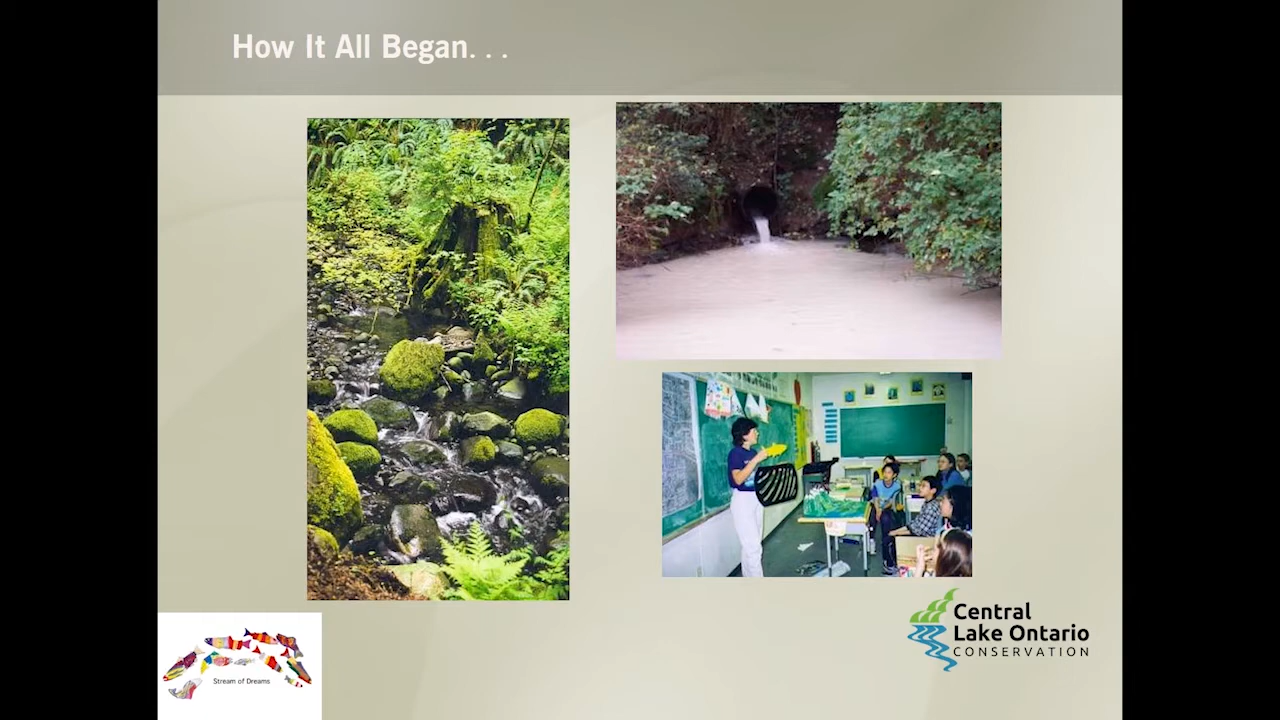 How It All Began. . .
Stream of Dreams
Central
Lake Ontario
CONSERVATION